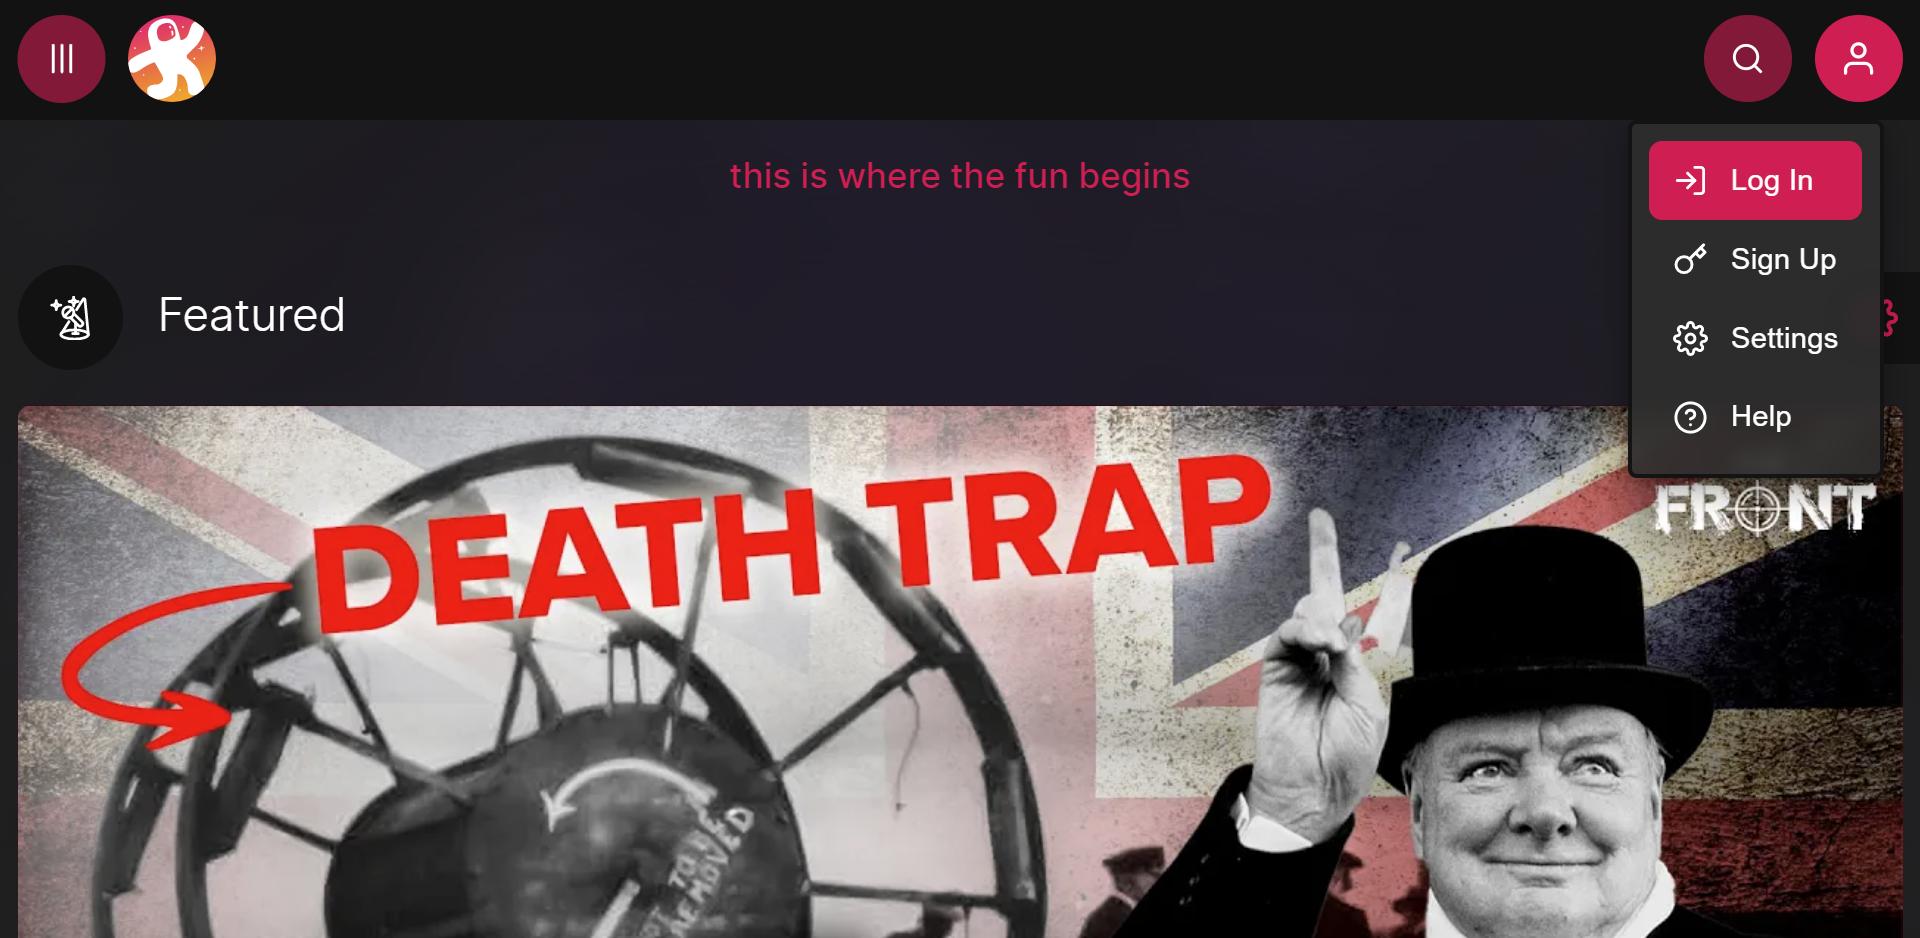 this is where the fun begins
Log In
Sign Up
Settings
Help
Featured
DEATH TRAP
FRONT
TO BE
REMOVED